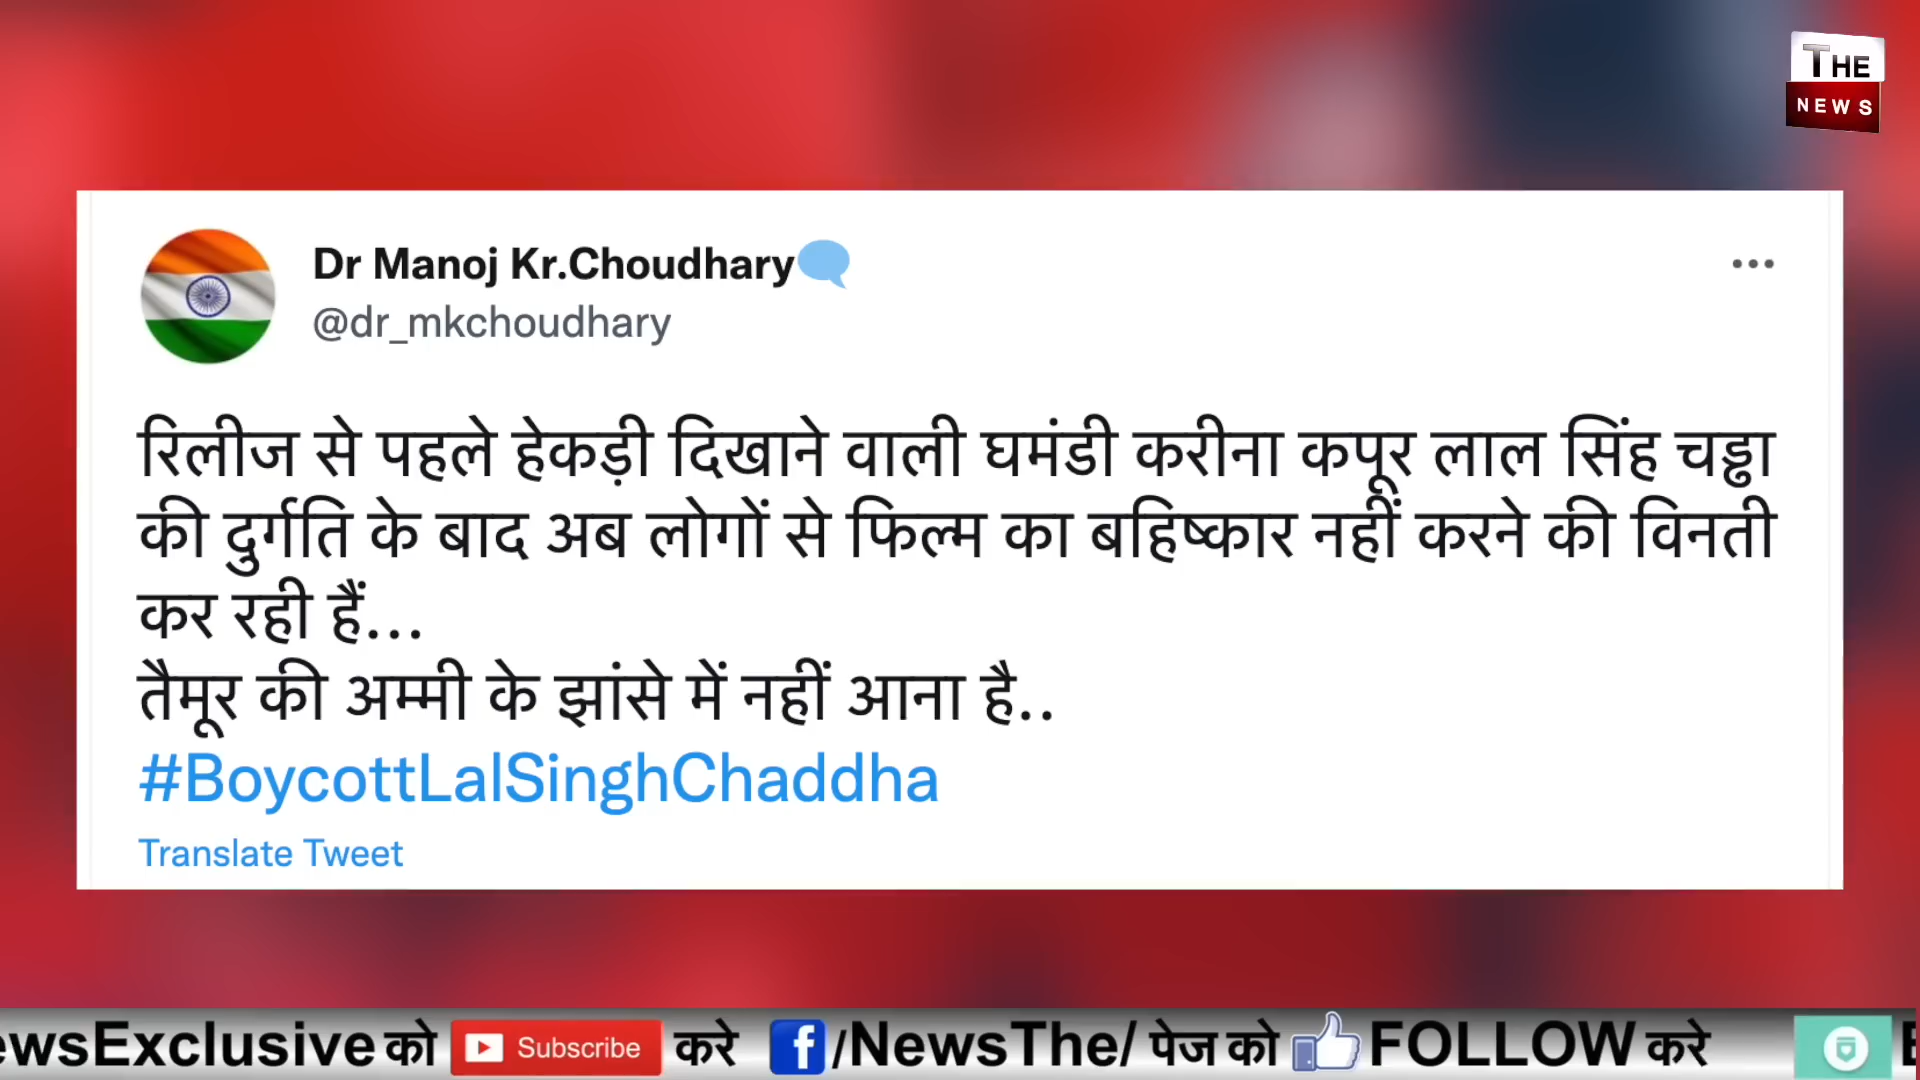 THE
NEWS
Dr Manoj Kr.Choudhary
@dr_mkchoudhary
रिलीज से पहले हेकड़ी दिखाने वाली घमंडी करीना कपूर लाल सिंह चड्ढा
की दुर्गति के बाद अब लोगों से फिल्म का बहिष्कार नहीं करने की विनती
कर रही हैं...
तैमूर की अम्मी के झांसे में नहीं आना है..
#BoycottLalSinghChaddha
Translate Tweet
ewsExclusive को Subscribe करे f/NewsThe/ पेज को FOLLOW करे